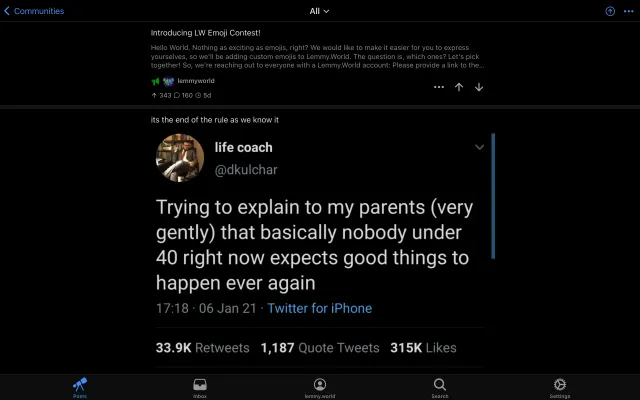 Communities
All
Introducing LW Emoji Contest!
Hello World, Nothing as exciting as emojis, right? We would like to make it easier for you to express
yourselves, so we'll be adding custom emojis to Lemmy.World. The question is, which ones? Let's pick
together! So, we're reaching out to everyone with a Lemmy.World account: Please provide a link to the...
lemmyworld
343 160 5d
its the end of the rule as we know it
life coach
@dkulchar
Trying to explain to my parents (very
gently) that basically nobody under
40 right now expects good things to
happen ever again
17:18 · 06 Jan 21 · Twitter for iPhone
33.9K Retweets 1,187 Quote Tweets 315K Likes
Posts Inbox lemmy.world Search Settings